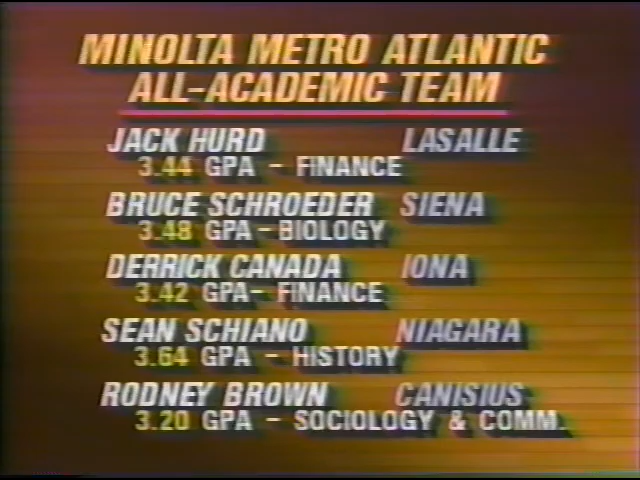 MINOLTA METRO ATLANTIC
ALL-ACADEMIC TEAM
JACK HURD LASALLE
3.44 GPA - FINANCE
BRUCE SCHROEDER SIENA
3.48 GPA - BIOLOGY
DERRICK CANADA IONA
3.42 GPA - FINANCE
SEAN SCHIANO NIAGARA
3.64 GPA - HISTORY
RODNEY BROWN CANISIUS
3.20 GPA - SOCIOLOGY & COMM.